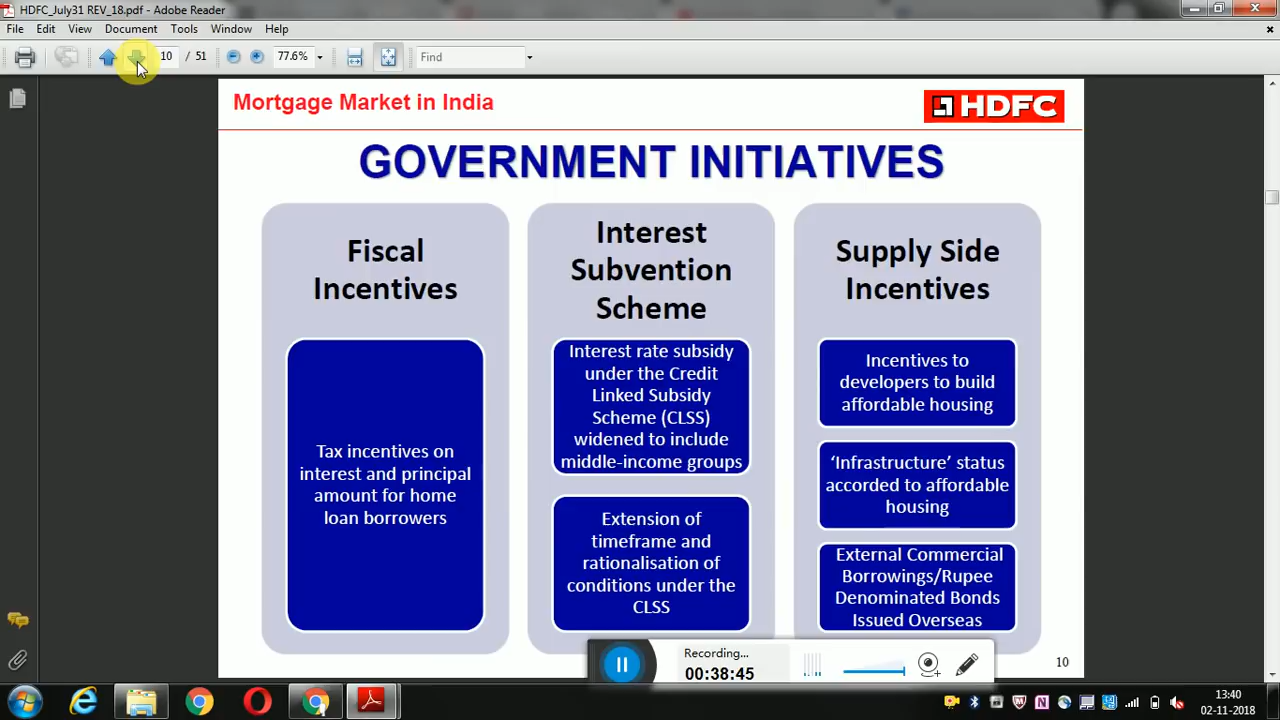 HDFC_July31 REV_18.pdf - Adobe Reader
File Edit View Document Tools Window Help
10 / 51 77.6% Find
Mortgage Market in India
HDFC
GOVERNMENT INITIATIVES
Fiscal
Incentives
Tax incentives on
interest and principal
amount for home
loan borrowers
Interest
Subvention
Scheme
Interest rate subsidy
under the Credit
Linked Subsidy
Scheme (CLSS)
widened to include
middle-income groups
Extension of
timeframe and
rationalisation of
conditions under the
CLSS
Supply Side
Incentives
Incentives to
developers to build
affordable housing
‘Infrastructure’ status
accorded to affordable
housing
External Commercial
Borrowings/Rupee
Denominated Bonds
Issued Overseas
10
Recording...
00:38:45
13:40
02-11-2018